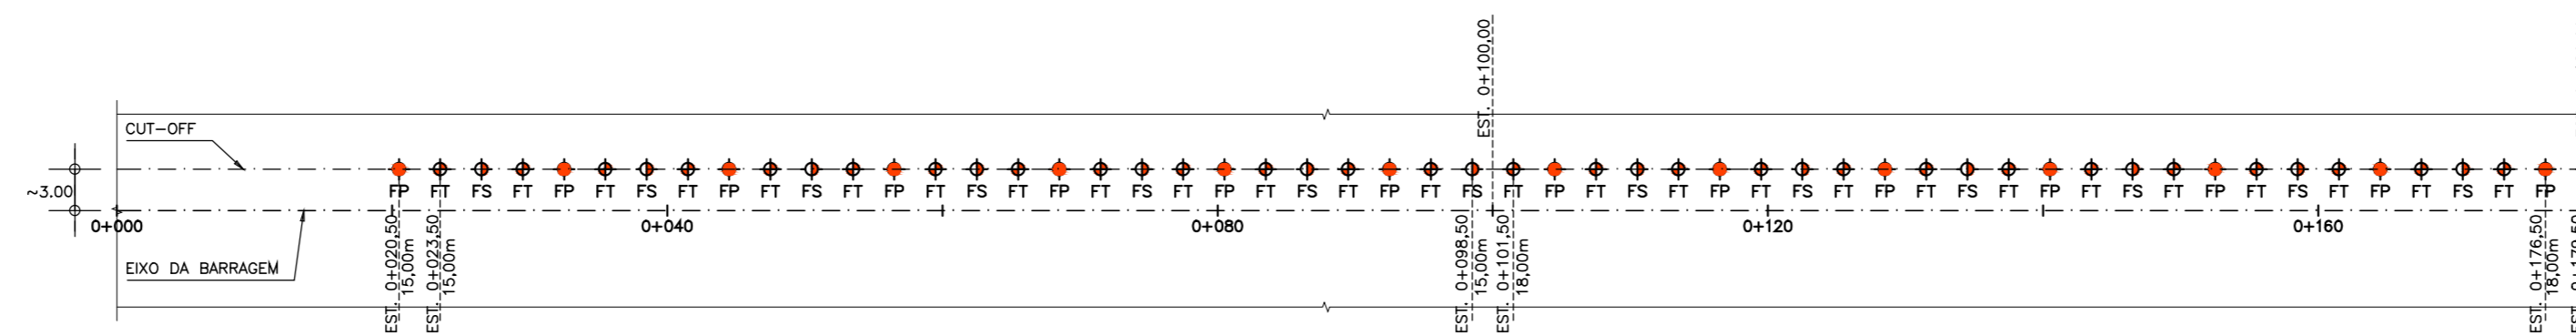 EST. 0+100,00
CUT-OFF
FP FT FS FT FP FT FS FT FP FT FS FT FP FT FS FT FP FT FS FT FP FT FS FT FP FT FS FT FP FT FS FT FP FT FS FT FP FT FS FT FP FT FS FT FP FT FS FT FP FT FS FT FP
~3.00
0+000 0+040 0+080 0+120 0+160
EIXO DA BARRAGEM
EST. 0+020,50
15,00m
EST. 0+023,50
15,00m
EST. 0+098,50
15,00m
EST. 0+101,50
18,00m
EST. 0+176,50
18,00m